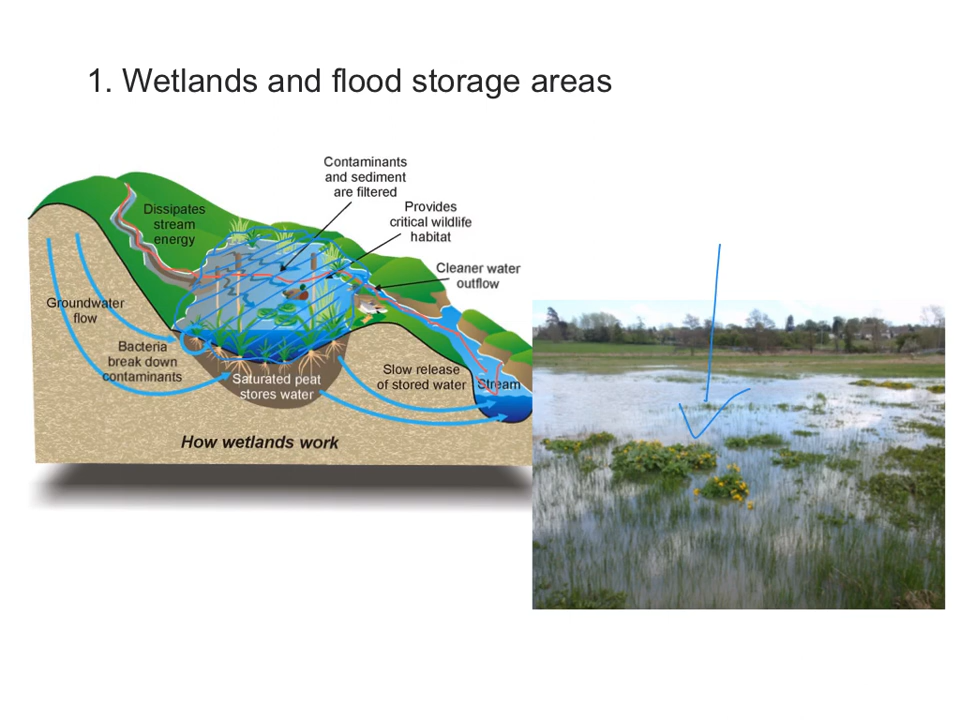 1. Wetlands and flood storage areas
Contaminants
and sediment
are filtered
Provides
critical wildlife
habitat
Dissipates
stream
energy
Cleaner water
outflow
Groundwater
flow
Bacteria
break down
contaminants
Saturated peat
stores water
Slow release
of stored water
Stream
How wetlands work